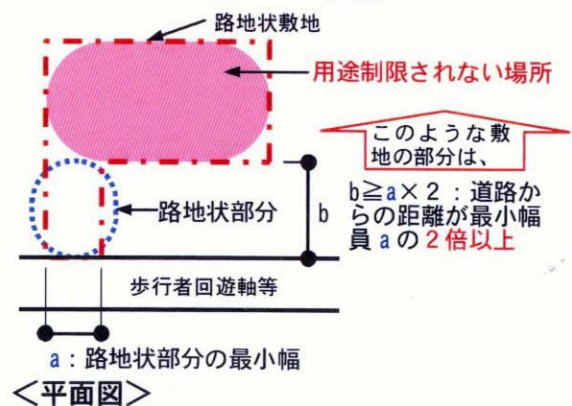 路地状敷地
用途制限されない場所
このような敷
地の部分は、
路地状部分
b
b≧a×2：道路か
らの距離が最小幅
員aの2倍以上
歩行者回遊軸等
a：路地状部分の最小幅
＜平面図＞